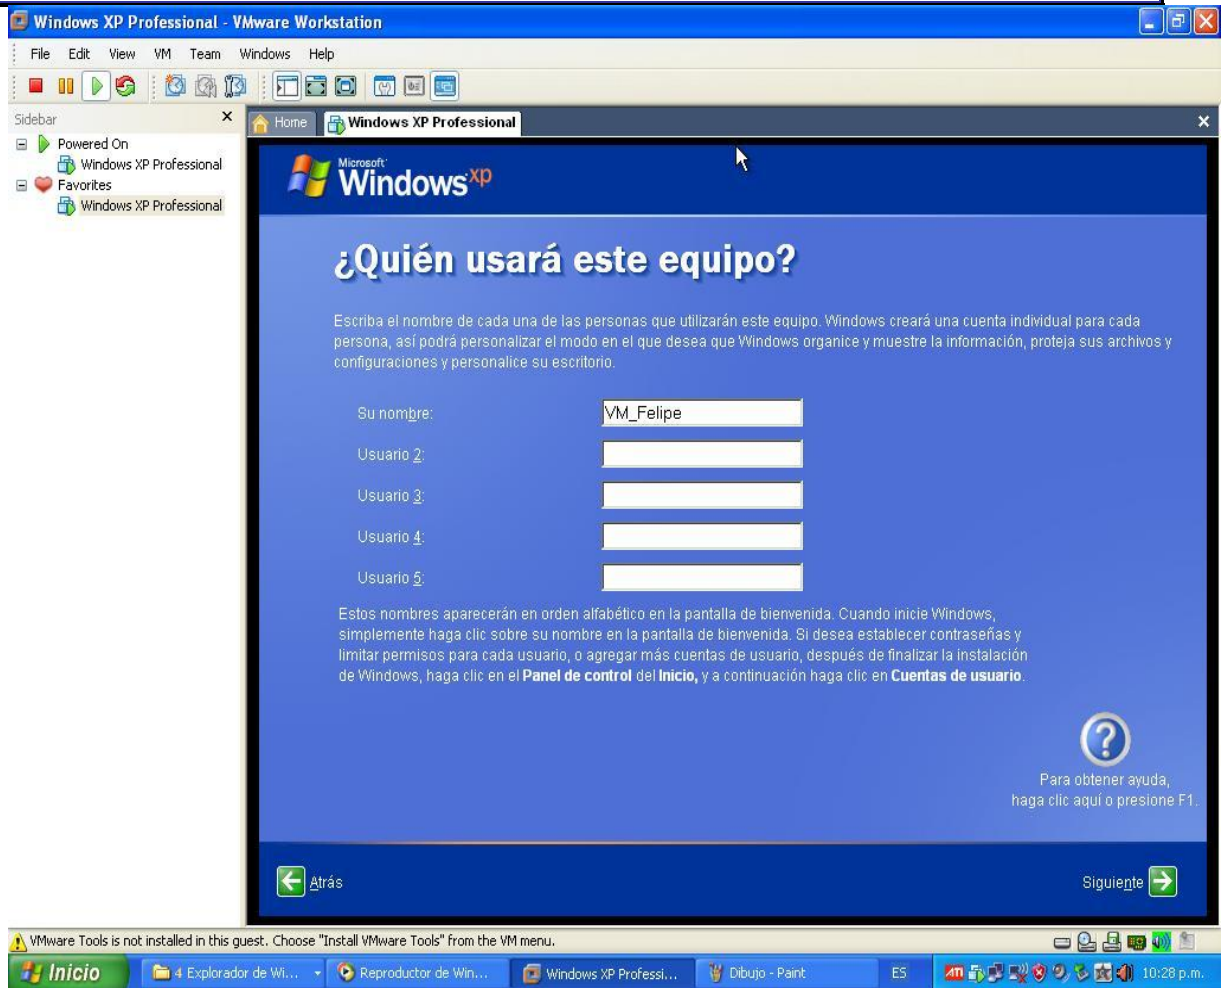 Windows XP Professional - VMware Workstation
File Edit View VM Team Windows Help
Sidebar
Home Windows XP Professional
Powered On
Windows XP Professional
Favorites
Windows XP Professional
Microsoft
Windows xp
¿Quién usará este equipo?
Escriba el nombre de cada una de las personas que utilizarán este equipo. Windows creará una cuenta individual para cada
persona, así podrá personalizar el modo en el que desea que Windows organice y muestre la información, proteja sus archivos y
configuraciones y personalice su escritorio.
Su nombre: VM_Felipe
Usuario 2:
Usuario 3:
Usuario 4:
Usuario 5:
Estos nombres aparecerán en orden alfabético en la pantalla de bienvenida. Cuando inicie Windows,
simplemente haga clic sobre su nombre en la pantalla de bienvenida. Si desea establecer contraseñas y
limitar permisos para cada usuario, o agregar más cuentas de usuario, después de finalizar la instalación
de Windows, haga clic en el Panel de control del Inicio, y a continuación haga clic en Cuentas de usuario.
Para obtener ayuda,
haga clic aquí o presione F1.
Atrás Siguiente
VMware Tools is not installed in this guest. Choose "Install VMware Tools" from the VM menu.
Inicio 4 Explorador de Wi... Reproductor de Win... Windows XP Professi... Dibujo - Paint ES ATI 10:28 p.m.